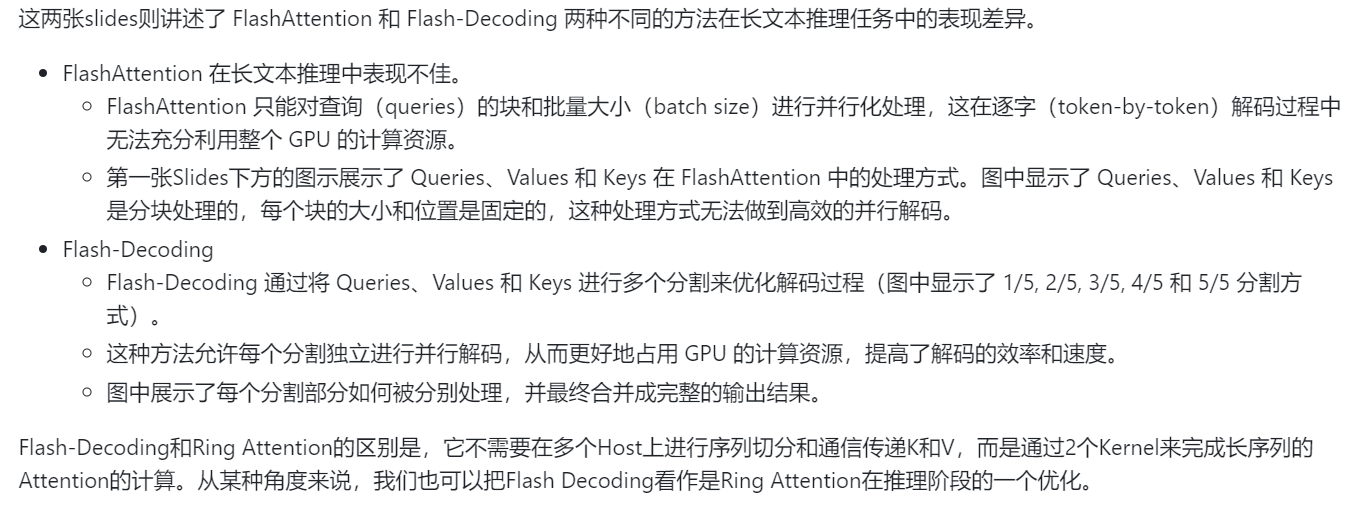 这两张slides则讲述了 FlashAttention 和 Flash-Decoding 两种不同的方法在长文本推理任务中的表现差异。
• FlashAttention 在长文本推理中表现不佳。
◦ FlashAttention 只能对查询（queries）的块和批量大小（batch size）进行并行化处理，这在逐字（token-by-token）解码过程中
无法充分利用整个 GPU 的计算资源。
◦ 第一张Slides下方的图示展示了 Queries、Values 和 Keys 在 FlashAttention 中的处理方式。图中显示了 Queries、Values 和 Keys
是分块处理的，每个块的大小和位置是固定的，这种处理方式无法做到高效的并行解码。
• Flash-Decoding
◦ Flash-Decoding 通过将 Queries、Values 和 Keys 进行多个分割来优化解码过程（图中显示了 1/5, 2/5, 3/5, 4/5 和 5/5 分割方
式）。
◦ 这种方法允许每个分割独立进行并行解码，从而更好地占用 GPU 的计算资源，提高了解码的效率和速度。
◦ 图中展示了每个分割部分如何被分别处理，并最终合并成完整的输出结果。
Flash-Decoding和Ring Attention的区别是，它不需要在多个Host上进行序列切分和通信传递K和V，而是通过2个Kernel来完成长序列的
Attention的计算。从某种角度来说，我们也可以把Flash Decoding看作是Ring Attention在推理阶段的一个优化。